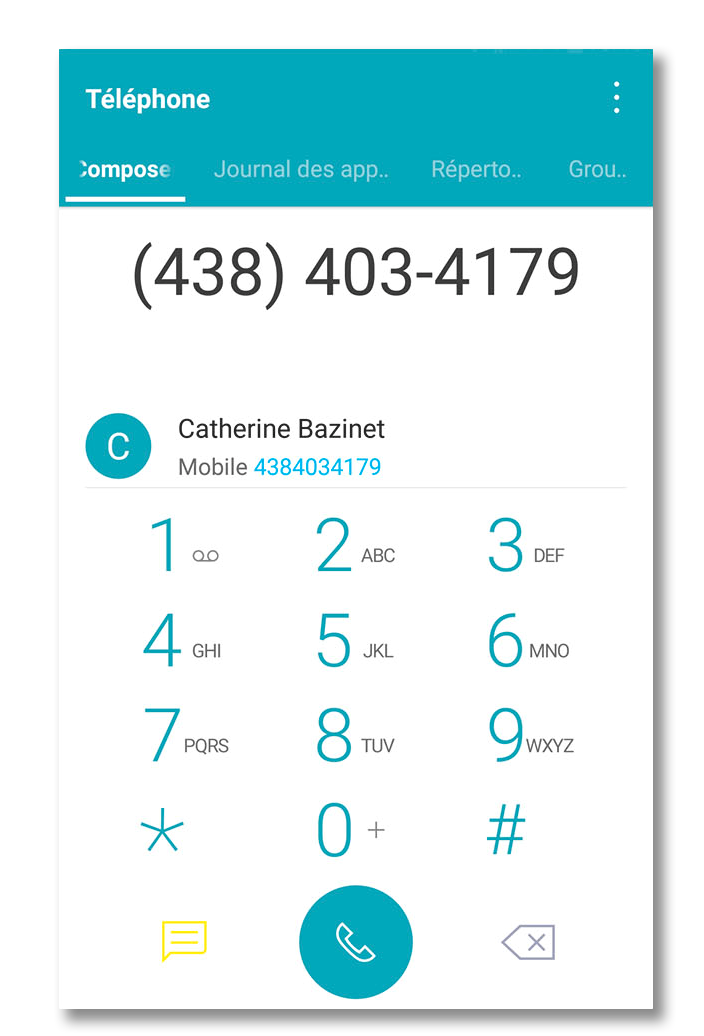 Téléphone
Compose Journal des app.. Réperto.. Grou..
(438) 403-4179
C
Catherine Bazinet
Mobile 4384034179
1 2 ABC 3 DEF
4 GHI 5 JKL 6 MNO
7 PQRS 8 TUV 9 WXYZ
* 0 + #